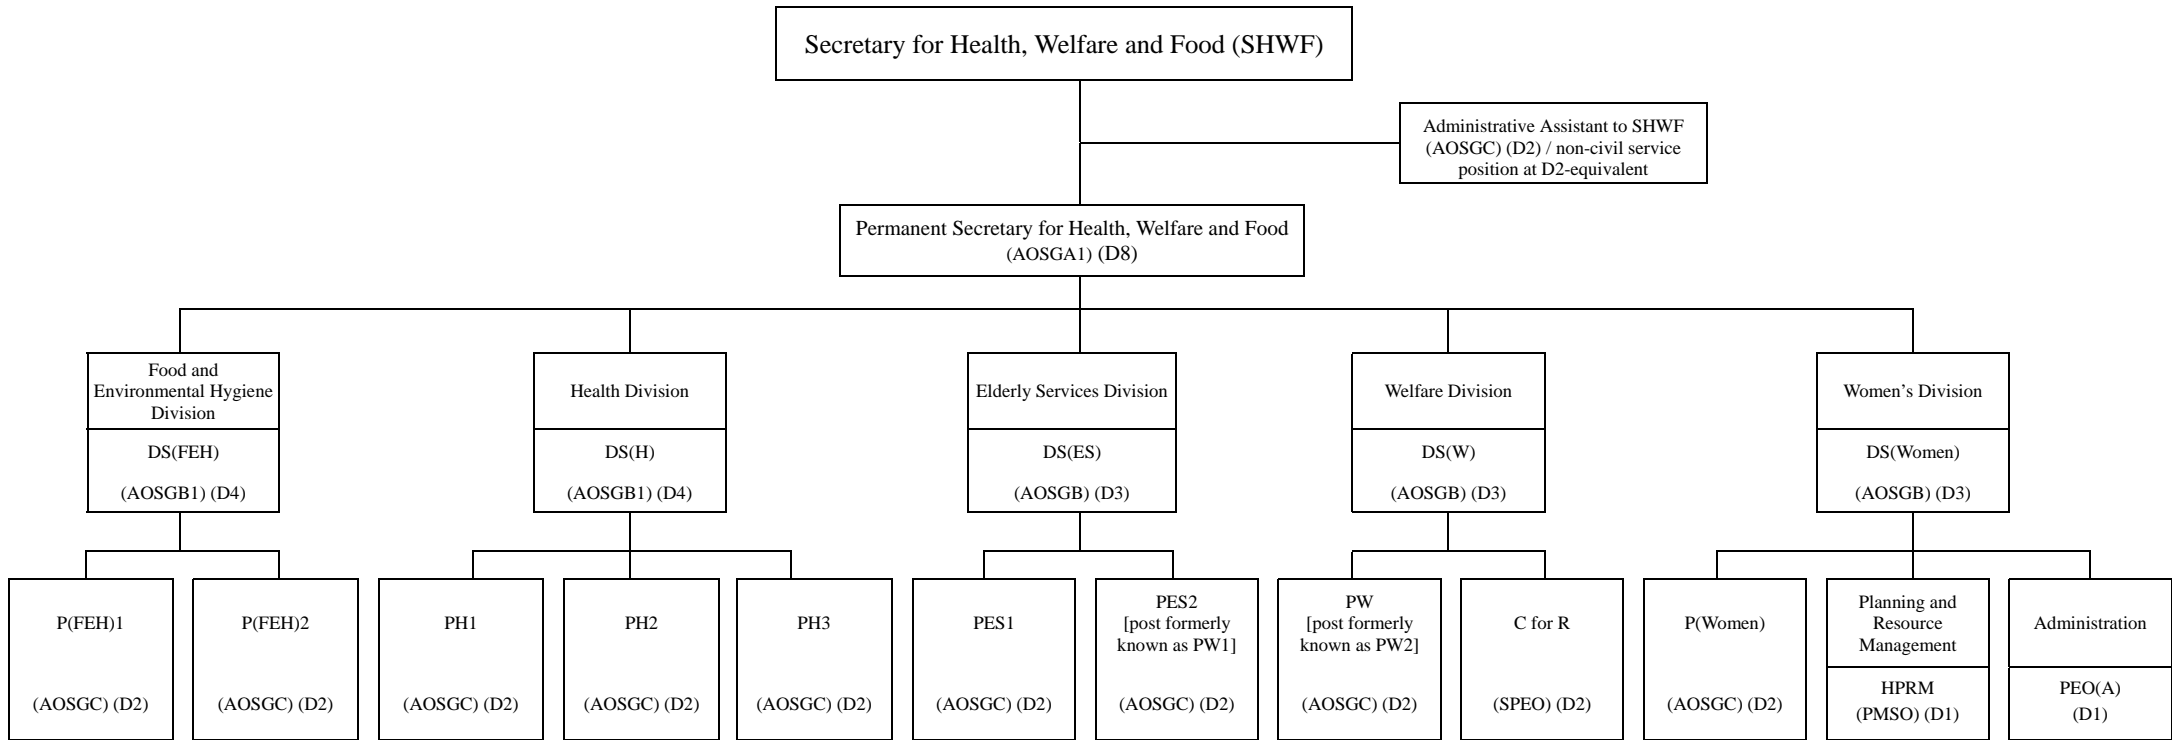 Secretary for Health, Welfare and Food (SHWF)
Administrative Assistant to SHWF
(AOSGC) (D2) / non-civil service
position at D2-equivalent
Permanent Secretary for Health, Welfare and Food
(AOSGA1) (D8)
Food and
Environmental Hygiene
Division
DS(FEH)
(AOSGB1) (D4)
Health Division
DS(H)
(AOSGB1) (D4)
Elderly Services Division
DS(ES)
(AOSGB) (D3)
Welfare Division
DS(W)
(AOSGB) (D3)
Women’s Division
DS(Women)
(AOSGB) (D3)
P(FEH)1
(AOSGC) (D2)
P(FEH)2
(AOSGC) (D2)
PH1
(AOSGC) (D2)
PH2
(AOSGC) (D2)
PH3
(AOSGC) (D2)
PES1
(AOSGC) (D2)
PES2
[post formerly
known as PW1]
(AOSGC) (D2)
PW
[post formerly
known as PW2]
(AOSGC) (D2)
C for R
(SPEO) (D2)
P(Women)
(AOSGC) (D2)
Planning and
Resource
Management
HPRM
(PMSO) (D1)
Administration
PEO(A)
(D1)